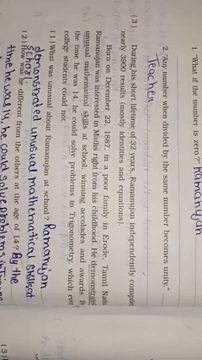 1. What if the number is zero?" Ramanujan
2. "Any number when divided by the same number becomes unity."
Teacher
(3) During his short lifetime of 32 years, Ramanujan independently compile
nearly 3900 results (mostly identities and equations).
Born on December 22, 1887, in a poor family in Erode, Tamil Nadu
Ramanujan was interested in Maths right from his childhood. He demonstrate
unusual mathematical skills at school, winning accolades and awards. B
the time he was 14, he could solve problems in Trigonometry, which even
college students could not.
(1) What was unusual about Ramanujan at school? Ramanujan
demonstrated unusual mathematical skills at
school
(2) How was he different from the others at the age of 14? By the
time he was 14, he could solve problems in